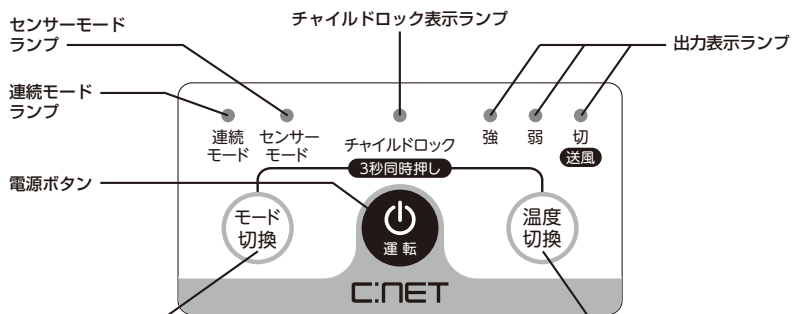 センサーモード
ランプ
チャイルドロック表示ランプ
出力表示ランプ
連続モード
ランプ
連続
モード
センサー
モード
チャイルドロック
3秒同時押し
強
弱
切
送風
電源ボタン
モード
切換
運転
温度
切換
C:NET